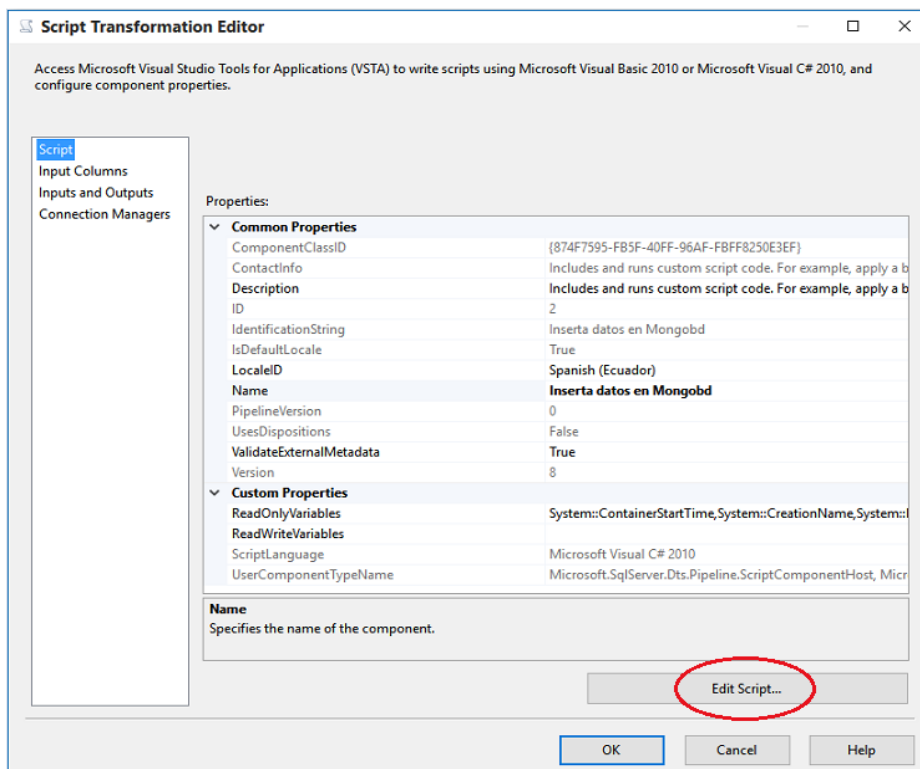 Script Transformation Editor
Access Microsoft Visual Studio Tools for Applications (VSTA) to write scripts using Microsoft Visual Basic 2010 or Microsoft Visual C# 2010, and
configure component properties.
Script
Input Columns
Inputs and Outputs
Connection Managers
Properties:
Common Properties
ComponentClassID {874F7595-FB5F-40FF-96AF-FBFF8250E3EF}
ContactInfo Includes and runs custom script code. For example, apply a b
Description Includes and runs custom script code. For example, apply a b
ID 2
IdentificationString Inserta datos en Mongobd
IsDefaultLocale True
LocaleID Spanish (Ecuador)
Name Inserta datos en Mongobd
PipelineVersion 0
UsesDispositions False
ValidateExternalMetadata True
Version 8
Custom Properties
ReadOnlyVariables System::ContainerStartTime,System::CreationName,System::
ReadWriteVariables
ScriptLanguage Microsoft Visual C# 2010
UserComponentTypeName Microsoft.SqlServer.Dts.Pipeline.ScriptComponentHost, Micr
Name
Specifies the name of the component.
Edit Script...
OK Cancel Help